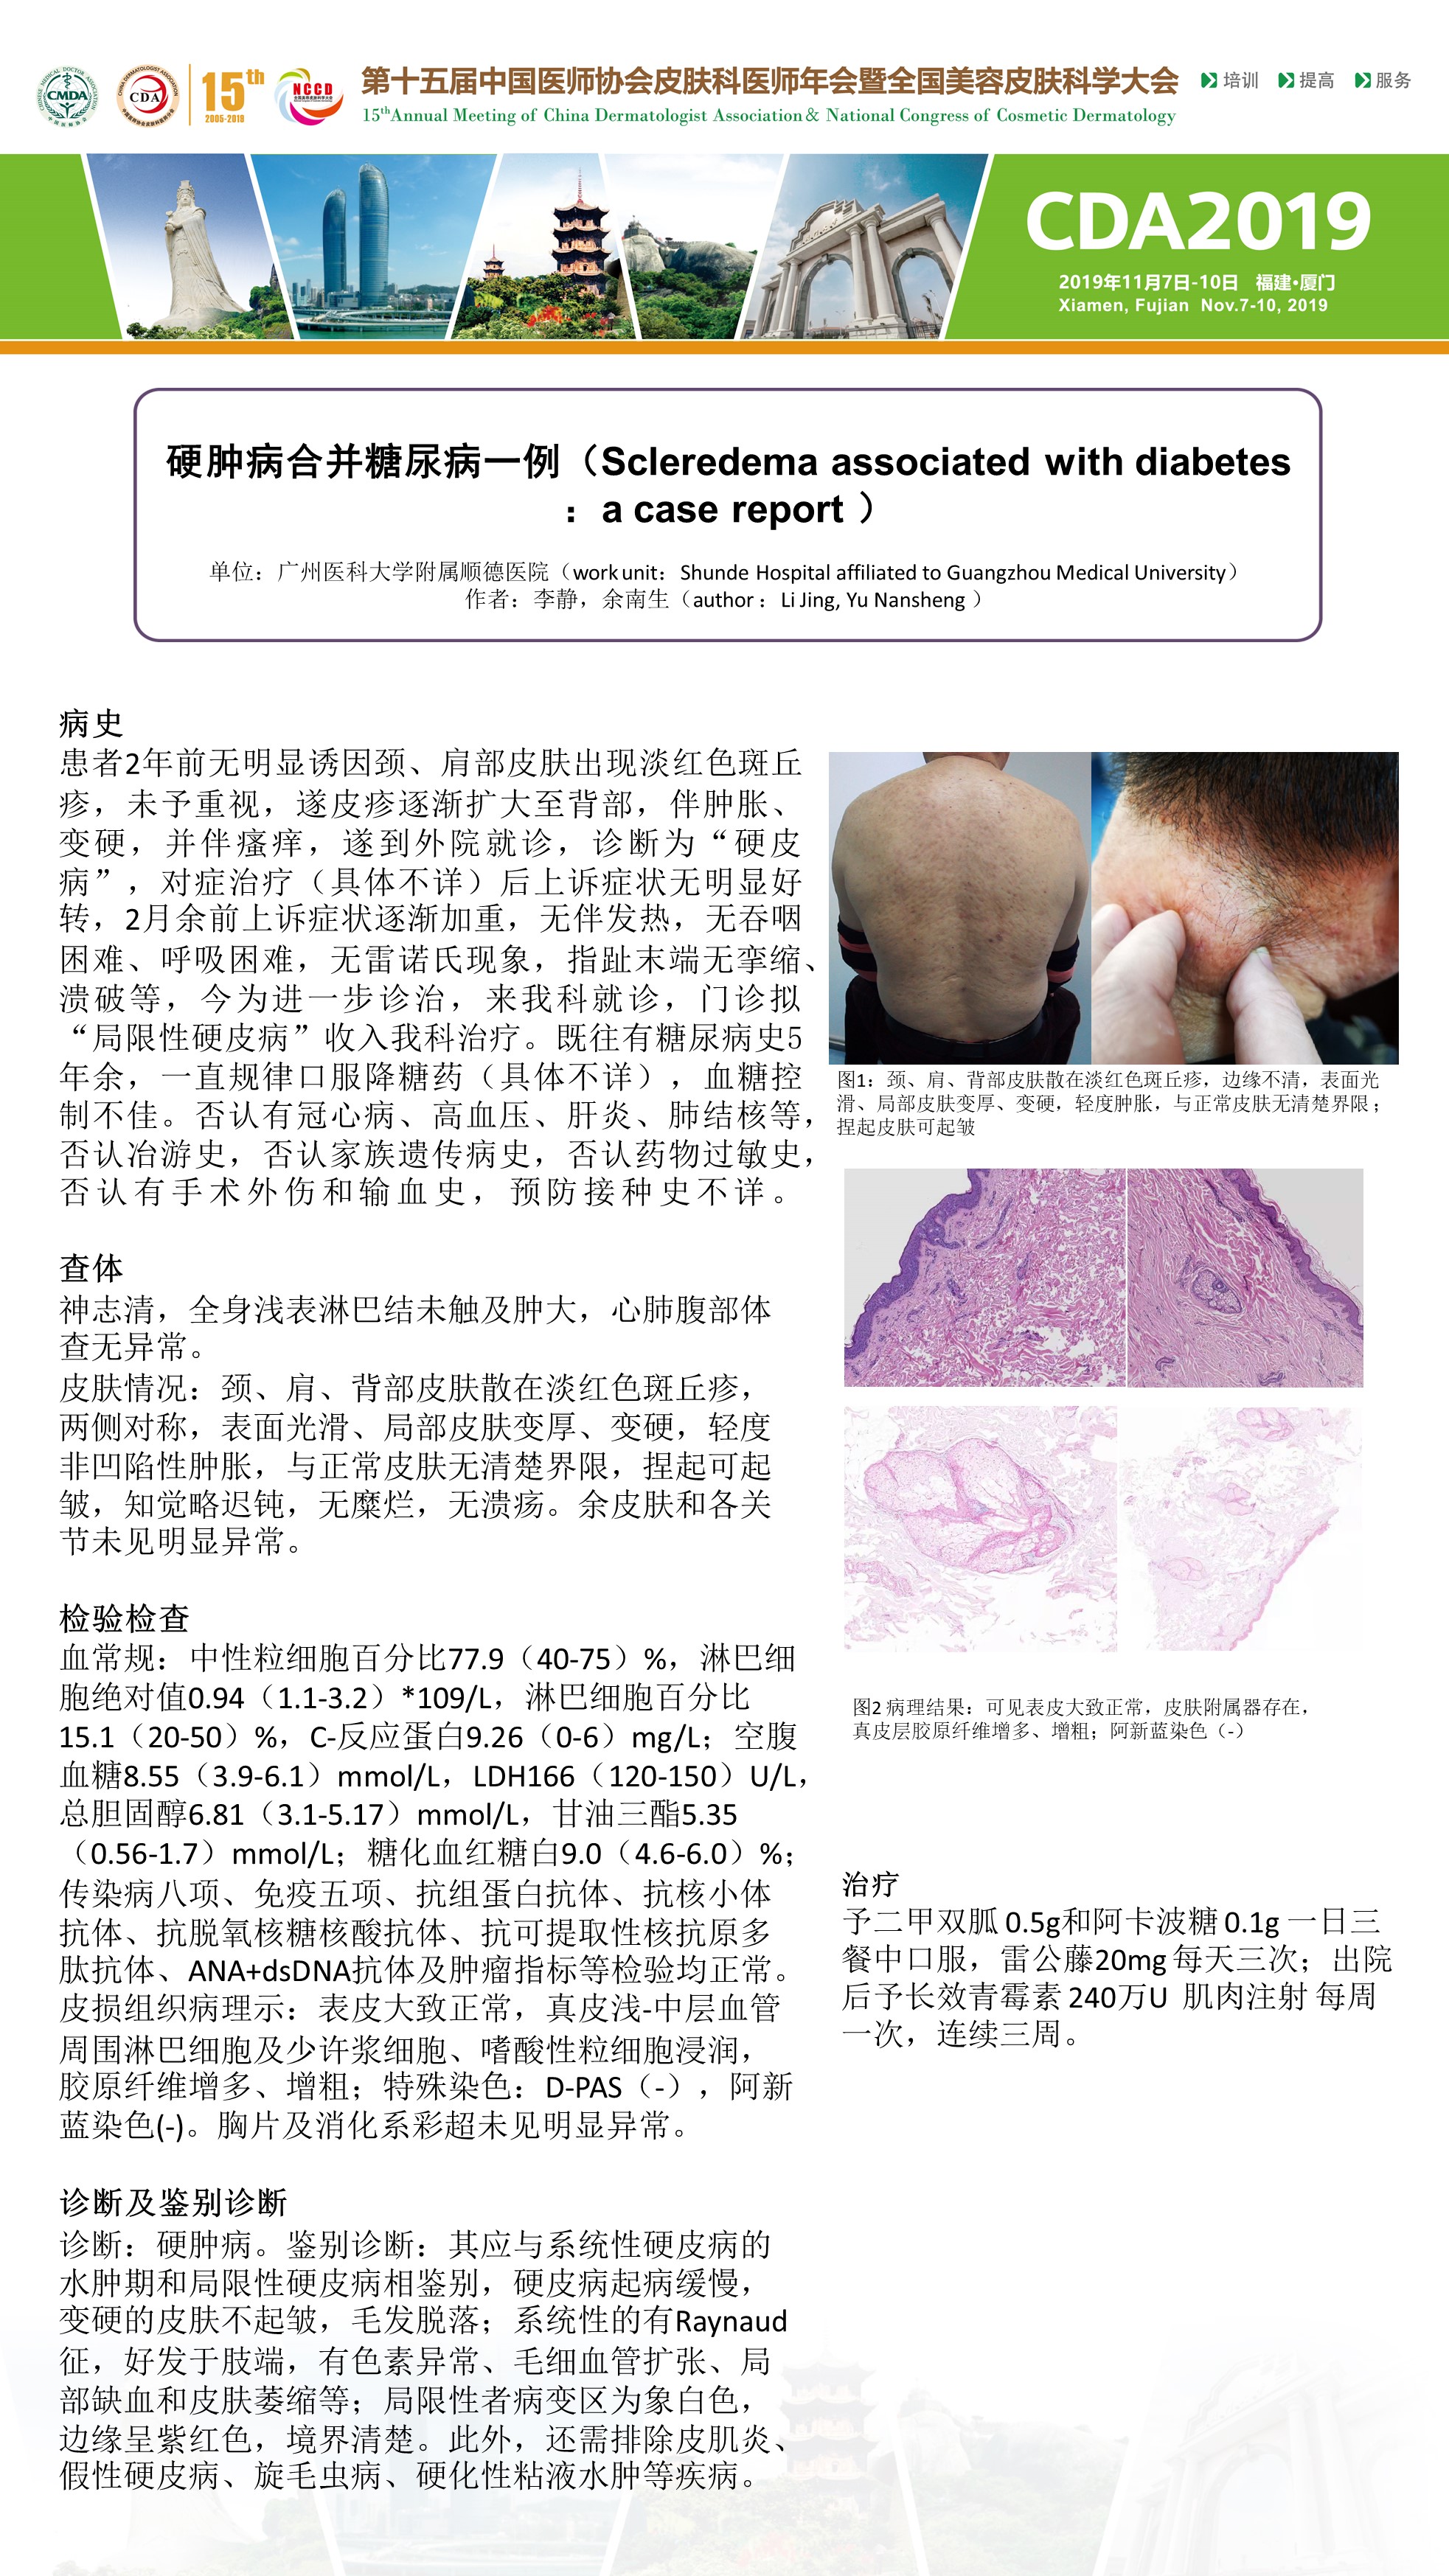 CMDA
CDA
15th
2005-2019
NCCD
第十五届中国医师协会皮肤科医师年会暨全国美容皮肤科学大会
15thAnnual Meeting of China Dermatologist Association& National Congress of Cosmetic Dermatology
培训 提高 服务
CDA2019
2019年11月7日-10日 福建·厦门
Xiamen, Fujian Nov.7-10, 2019
硬肿病合并糖尿病一例（Scleredema associated with diabetes
：a case report ）
单位：广州医科大学附属顺德医院（work unit：Shunde Hospital affiliated to Guangzhou Medical University）
作者：李静，余南生（author：Li Jing, Yu Nansheng ）
病史
患者2年前无明显诱因颈、肩部皮肤出现淡红色斑丘
疹，未予重视，遂皮疹逐渐扩大至背部，伴肿胀、
变硬，并伴瘙痒，遂到外院就诊，诊断为“硬皮
病”，对症治疗（具体不详）后上诉症状无明显好
转，2月余前上诉症状逐渐加重，无伴发热，无吞咽
困难、呼吸困难，无雷诺氏现象，指趾末端无挛缩、
溃破等，今为进一步诊治，来我科就诊，门诊拟
“局限性硬皮病”收入我科治疗。既往有糖尿病史5
年余，一直规律口服降糖药（具体不详），血糖控
制不佳。否认有冠心病、高血压、肝炎、肺结核等，
否认冶游史，否认家族遗传病史，否认药物过敏史，
否认有手术外伤和输血史，预防接种史不详。
查体
神志清，全身浅表淋巴结未触及肿大，心肺腹部体
查无异常。
皮肤情况：颈、肩、背部皮肤散在淡红色斑丘疹，
两侧对称，表面光滑、局部皮肤变厚、变硬，轻度
非凹陷性肿胀，与正常皮肤无清楚界限，捏起可起
皱，知觉略迟钝，无糜烂，无溃疡。余皮肤和各关
节未见明显异常。
检验检查
血常规：中性粒细胞百分比77.9（40-75）%，淋巴细
胞绝对值0.94（1.1-3.2）*109/L，淋巴细胞百分比
15.1（20-50）%，C-反应蛋白9.26（0-6）mg/L；空腹
血糖8.55（3.9-6.1）mmol/L，LDH166（120-150）U/L，
总胆固醇6.81（3.1-5.17）mmol/L，甘油三酯5.35
（0.56-1.7）mmol/L；糖化血红糖白9.0（4.6-6.0）%；
传染病八项、免疫五项、抗组蛋白抗体、抗核小体
抗体、抗脱氧核糖核酸抗体、抗可提取性核抗原多
肽抗体、ANA+dsDNA抗体及肿瘤指标等检验均正常。
皮损组织病理示：表皮大致正常，真皮浅-中层血管
周围淋巴细胞及少许浆细胞、嗜酸性粒细胞浸润，
胶原纤维增多、增粗；特殊染色：D-PAS（-），阿新
蓝染色(-)。胸片及消化系彩超未见明显异常。
诊断及鉴别诊断
诊断：硬肿病。鉴别诊断：其应与系统性硬皮病的
水肿期和局限性硬皮病相鉴别，硬皮病起病缓慢，
变硬的皮肤不起皱，毛发脱落；系统性的有Raynaud
征，好发于肢端，有色素异常、毛细血管扩张、局
部缺血和皮肤萎缩等；局限性者病变区为象白色，
边缘呈紫红色，境界清楚。此外，还需排除皮肌炎、
假性硬皮病、旋毛虫病、硬化性粘液水肿等疾病。
图1：颈、肩、背部皮肤散在淡红色斑丘疹，边缘不清，表面光
滑、局部皮肤变厚、变硬，轻度肿胀，与正常皮肤无清楚界限；
捏起皮肤可起皱
图2 病理结果：可见表皮大致正常，皮肤附属器存在，
真皮层胶原纤维增多、增粗；阿新蓝染色（-）
治疗
予二甲双胍 0.5g和阿卡波糖 0.1g 一日三
餐中口服，雷公藤20mg 每天三次；出院
后予长效青霉素 240万U 肌肉注射 每周
一次，连续三周。